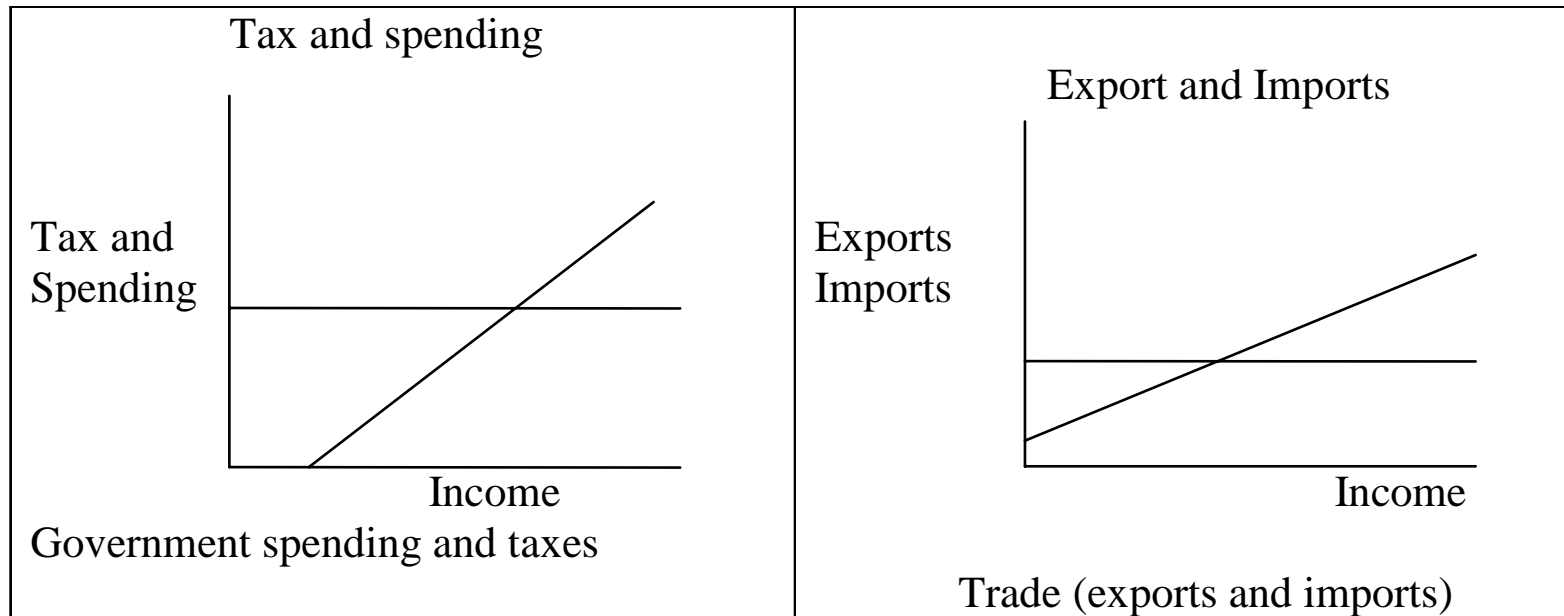 Tax and spending
Tax and
Spending
Income
Government spending and taxes
Export and Imports
Exports
Imports
Income
Trade (exports and imports)